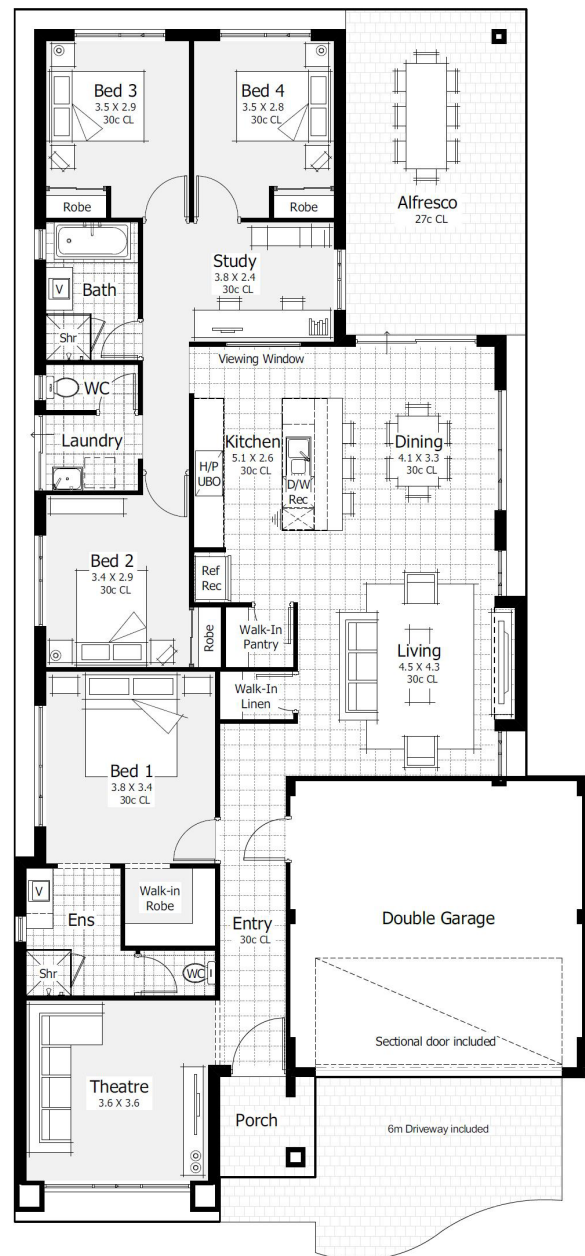 Bed 3
3.5 X 2.9
30c CL
Bed 4
3.5 X 2.8
30c CL
Robe
Robe
Alfresco
27c CL
Study
3.8 X 2.4
30c CL
Bath
V
Shr
Viewing Window
WC
Laundry
Kitchen
5.1 X 2.6
30c CL
H/P
UBO
D/W
Rec
Dining
4.1 X 3.3
30c CL
Ref
Rec
Bed 2
3.4 X 2.9
30c CL
Robe
Walk-In
Pantry
Living
4.5 X 4.3
30c CL
Walk-In
Linen
Bed 1
3.8 X 3.4
30c CL
V
Ens
Walk-in
Robe
Shr
WC
Entry
30c CL
Double Garage
Sectional door included
Theatre
3.6 X 3.6
Porch
6m Driveway included